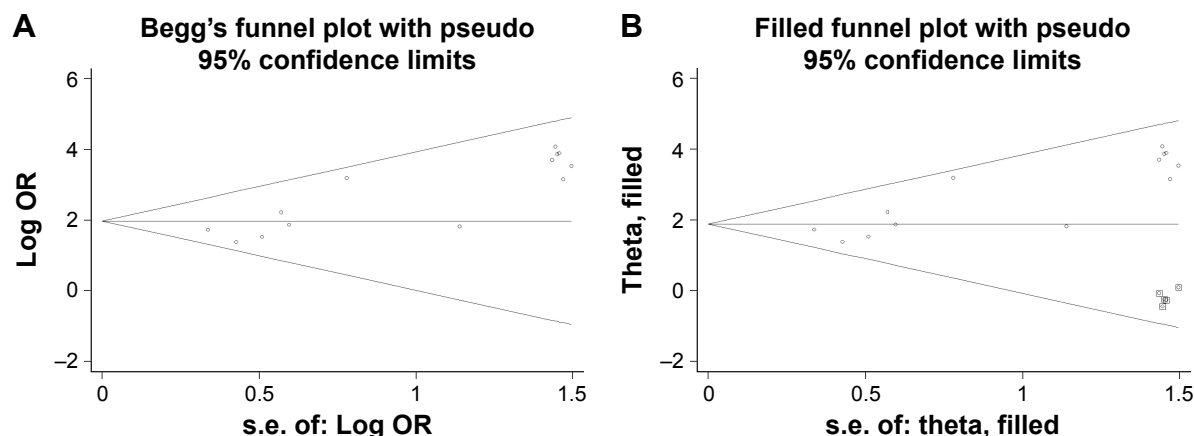 A
Begg’s funnel plot with pseudo
95% confidence limits
6
4
2
0
–2
Log OR
0
0.5
1
1.5
s.e. of: Log OR
B
Filled funnel plot with pseudo
95% confidence limits
6
4
2
0
–2
Theta, filled
0
0.5
1
1.5
s.e. of: theta, filled